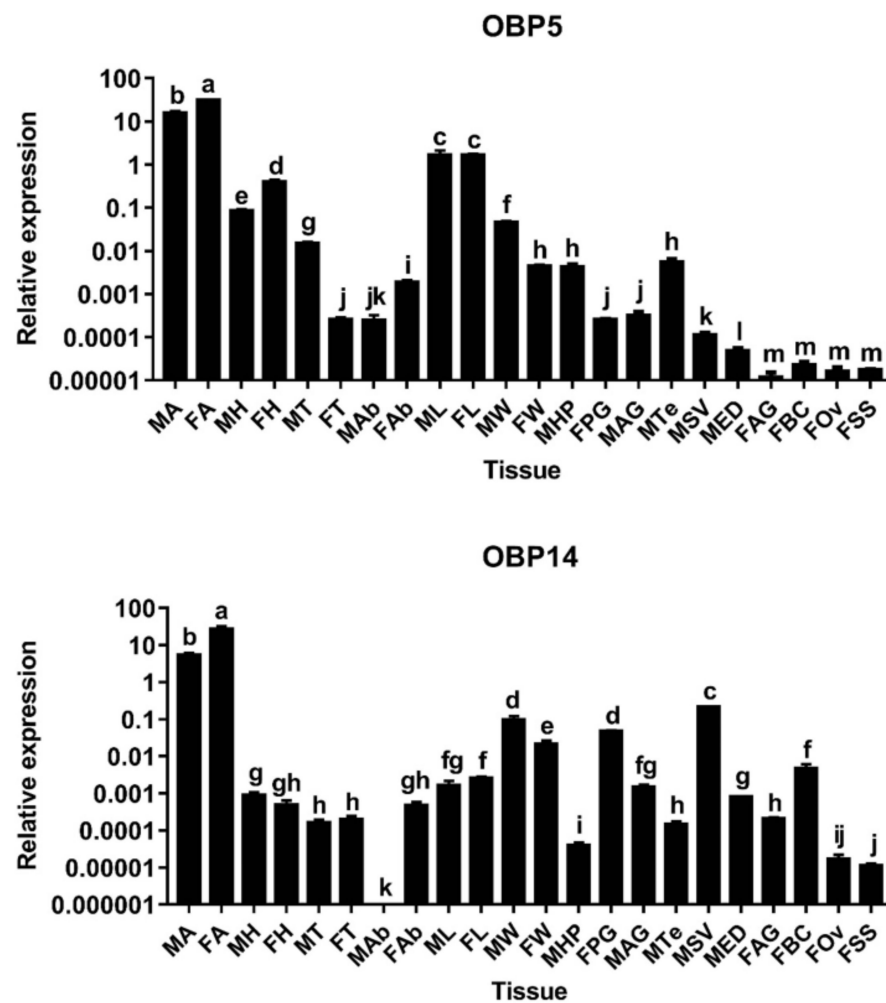 OBP5
Relative expression
100
10
1
0.1
0.01
0.001
0.0001
0.00001
b a e d g j jk i c c f h h j j h k l m m m m
MA FA MH FH MT FT MAb FAb ML FL MW FW MHP FPG MAG MTe MSV MED FAG FBC FOv FSS
Tissue
OBP14
Relative expression
100
10
1
0.1
0.01
0.001
0.0001
0.00001
0.000001
b a g gh h h k gh fg f d e i d fg h c g h f ij j
MA FA MH FH MT FT MAb FAb ML FL MW FW MHP FPG MAG MTe MSV MED FAG FBC FOv FSS
Tissue